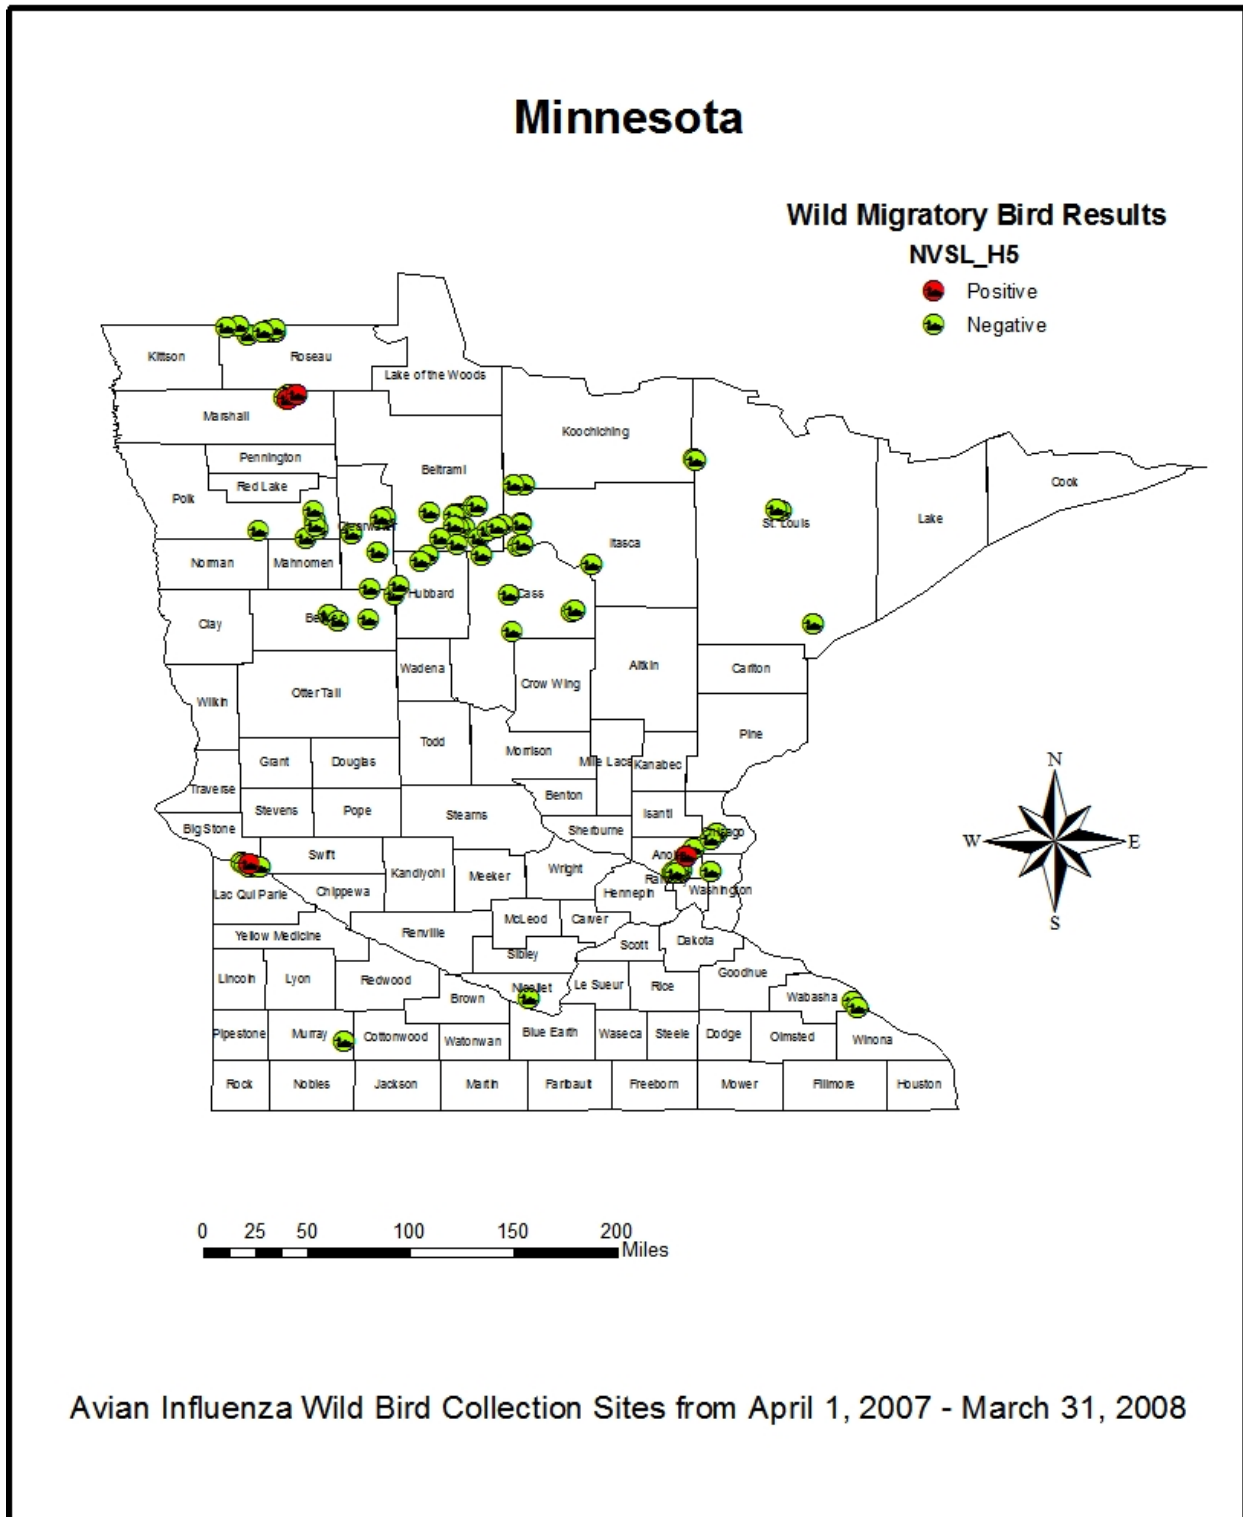 Minnesota
Wild Migratory Bird Results
NVSL_H5
Positive
Negative
Kittson
Roseau
Lake of the Woods
Marshall
Koochiching
Pennington
Beltrami
Red Lake
Polk
Cook
Clearwater
St. Louis
Lake
Itasca
Norman
Mahnomen
Hubbard
Cass
Clay
Becker
Wadena
Aitkin
Carlton
Crow Wing
Otter Tail
Wilkin
Todd
Morrison
Pine
Grant
Douglas
Mille Lacs
Kanabec
Traverse
Benton
Stevens
Pope
Stearns
Isanti
Big Stone
Sherburne
Chisago
Swift
Anoka
Kandiyohi
Meeker
Wright
Ramsey
Lac Qui Parle
Chippewa
Hennepin
Washington
McLeod
Carver
Renville
Yellow Medicine
Scott
Dakota
Sibley
Lincoln
Lyon
Redwood
Nicollet
Le Sueur
Rice
Goodhue
Brown
Wabasha
Pipestone
Murray
Cottonwood
Watonwan
Blue Earth
Waseca
Steele
Dodge
Olmsted
Winona
Rock
Nobles
Jackson
Martin
Faribault
Freeborn
Mower
Fillmore
Houston
N
W
E
S
0 25 50 100 150 200
Miles
Avian Influenza Wild Bird Collection Sites from April 1, 2007 - March 31, 2008